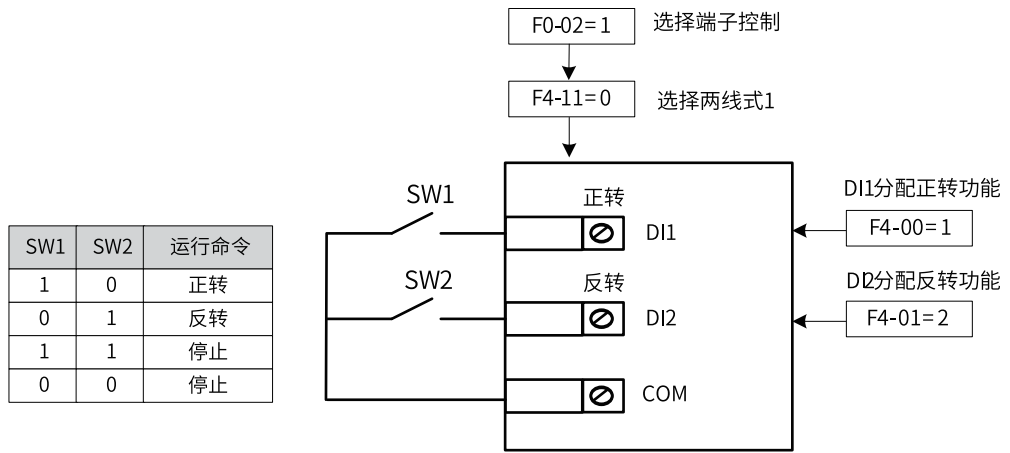 F0-02=1 选择端子控制
F4-11=0 选择两线式1
DI1分配正转功能
F4-00=1
SW1 正转
DI1
SW1 SW2 运行命令
1 0 正转
0 1 反转
1 1 停止
0 0 停止
SW2 反转
DI2
DI2分配反转功能
F4-01=2
COM